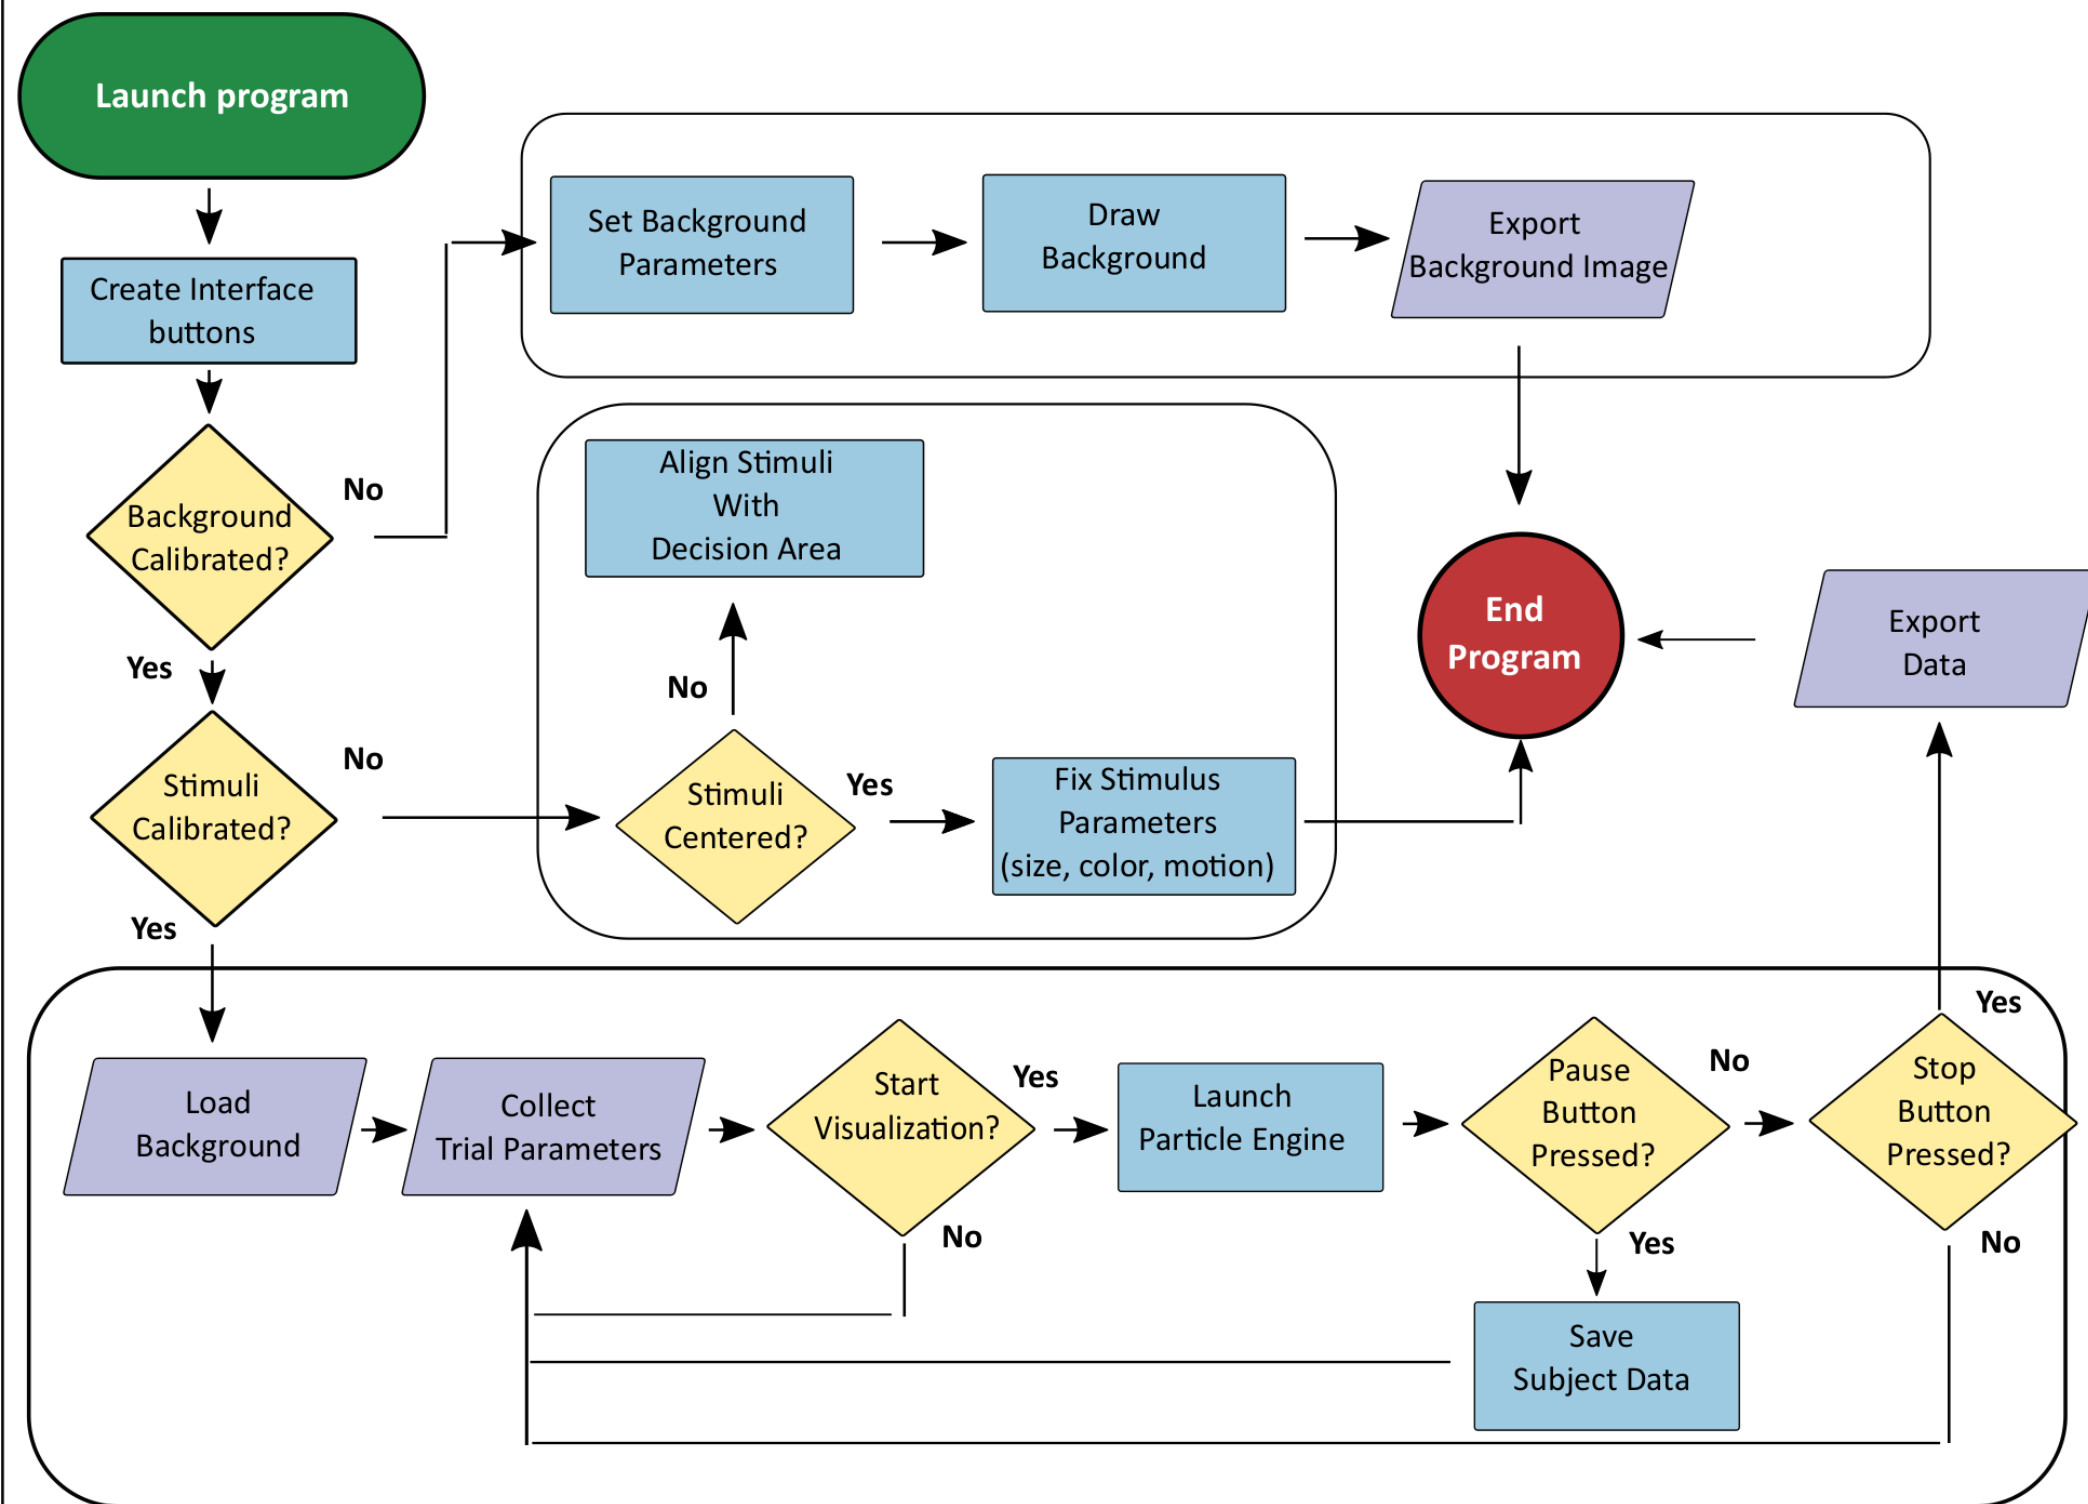 Launch program
Create Interface
buttons
Background
Calibrated?
No
Yes
Set Background
Parameters
Draw
Background
Export
Background Image
Stimuli
Calibrated?
No
Yes
Align Stimuli
With
Decision Area
No
Stimuli
Centered?
Yes
Fix Stimulus
Parameters
(size, color, motion)
End
Program
Export
Data
Load
Background
Collect
Trial Parameters
Start
Visualization?
Yes
No
Launch
Particle Engine
Pause
Button
Pressed?
No
Yes
Save
Subject Data
Stop
Button
Pressed?
Yes
No